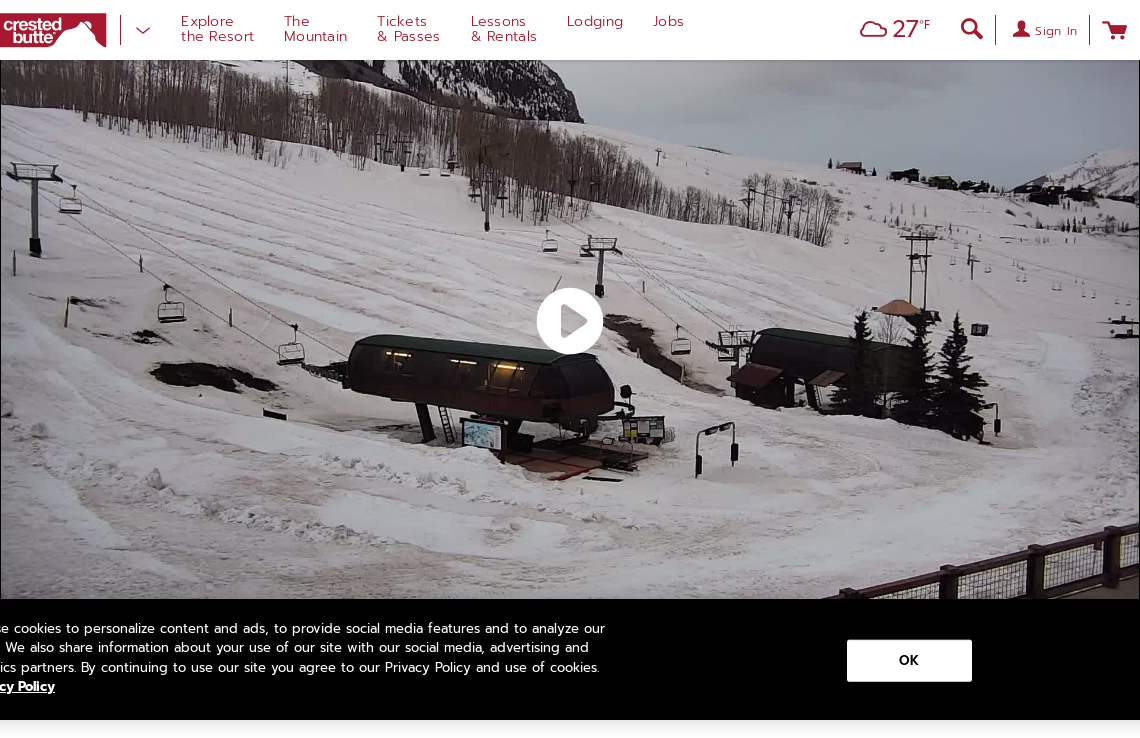 crested
butte
Explore
the Resort
The
Mountain
Tickets
& Passes
Lessons
& Rentals
Lodging
Jobs
27°F
Sign In
se cookies to personalize content and ads, to provide social media features and to analyze our
We also share information about your use of our site with our social media, advertising and
ics partners. By continuing to use our site you agree to our Privacy Policy and use of cookies.
cy Policy
OK